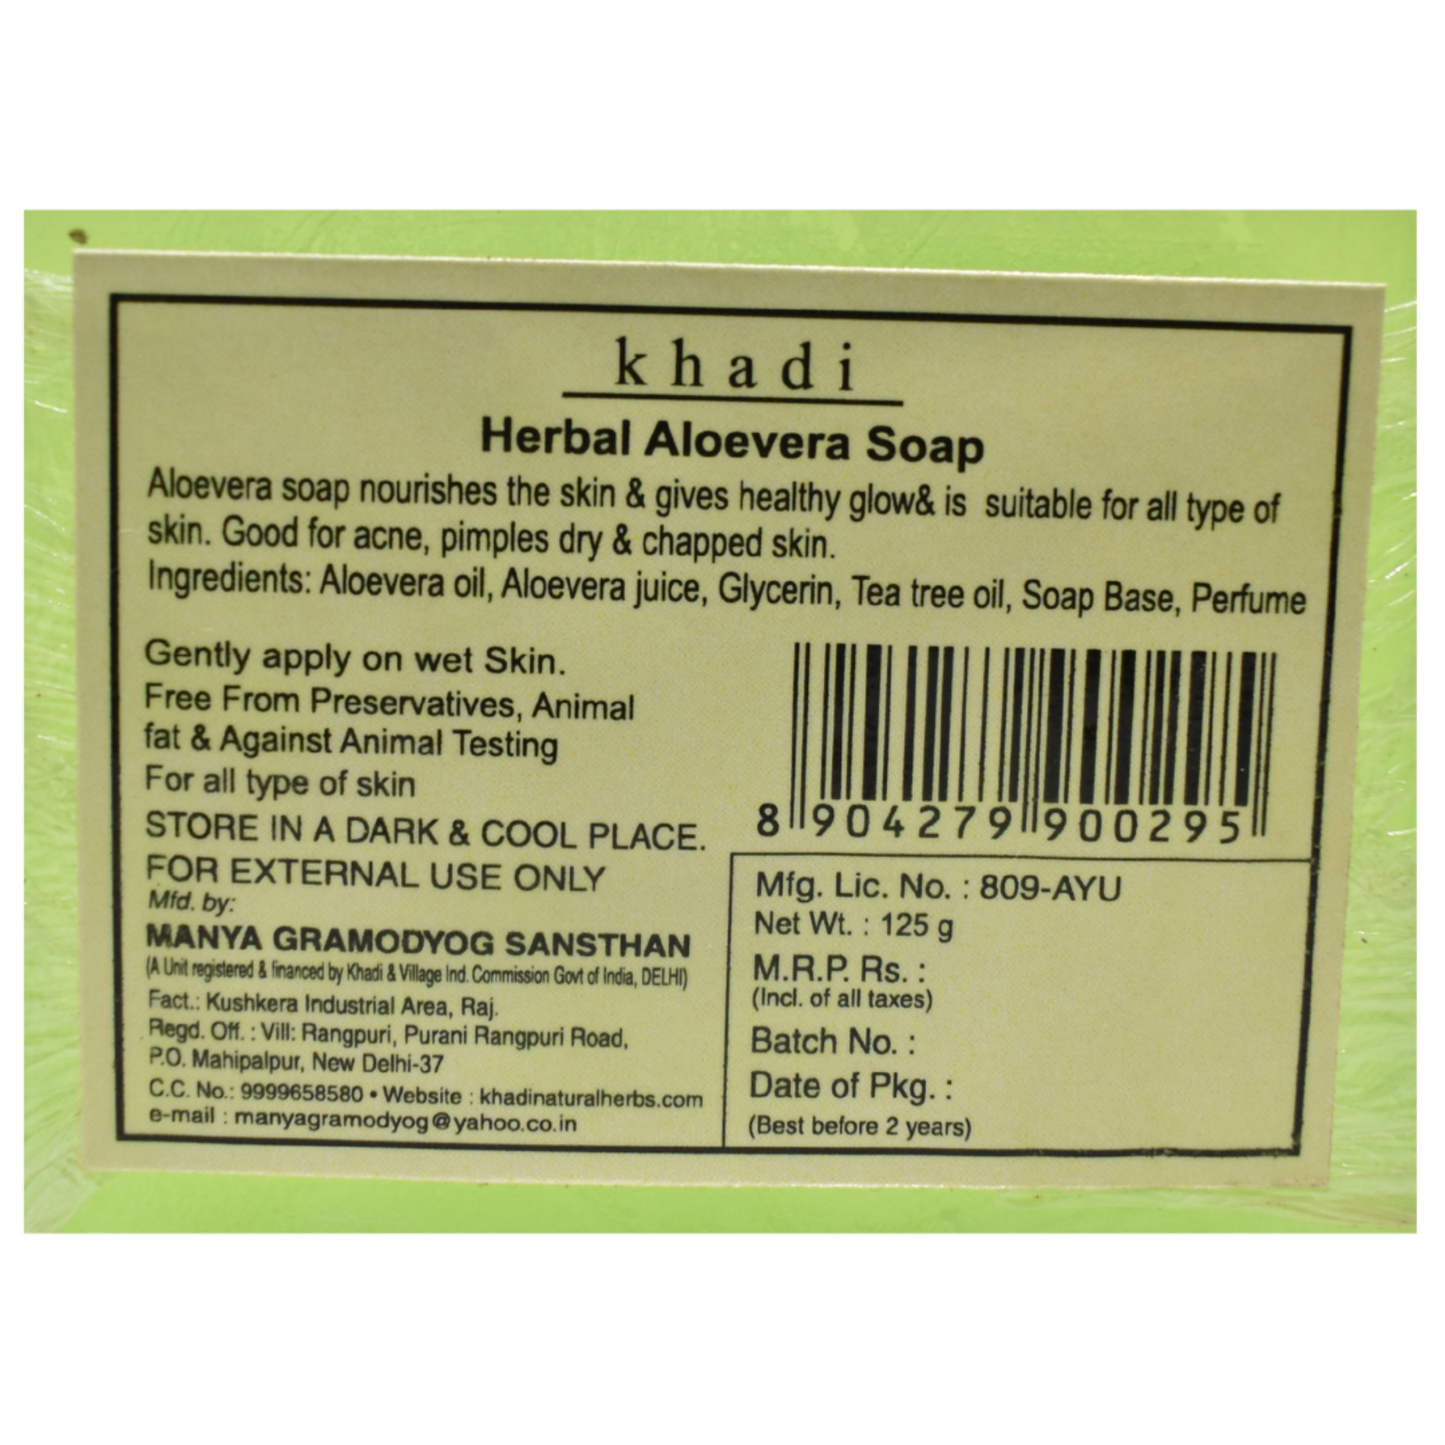 khadi
Herbal Aloevera Soap
Aloevera soap nourishes the skin & gives healthy glow& is suitable for all type of
skin. Good for acne, pimples dry & chapped skin.
Ingredients: Aloevera oil, Aloevera juice, Glycerin, Tea tree oil, Soap Base, Perfume
Gently apply on wet Skin.
Free From Preservatives, Animal
fat & Against Animal Testing
For all type of skin
STORE IN A DARK & COOL PLACE.
FOR EXTERNAL USE ONLY
Mfd. by:
MANYA GRAMODYOG SANSTHAN
(A Unit registered & financed by Khadi & Village Ind. Commission Govt of India, DELHI)
Fact.: Kushkera Industrial Area, Raj.
Regd. Off. : Vill: Rangpuri, Purani Rangpuri Road,
P.O. Mahipalpur, New Delhi-37
C.C. No.: 9999658580 • Website : khadinaturalherbs.com
e-mail : manyagramodyog@yahoo.co.in
8 904279 900295
Mfg. Lic. No. : 809-AYU
Net Wt. : 125 g
M.R.P. Rs. :
(Incl. of all taxes)
Batch No. :
Date of Pkg. :
(Best before 2 years)